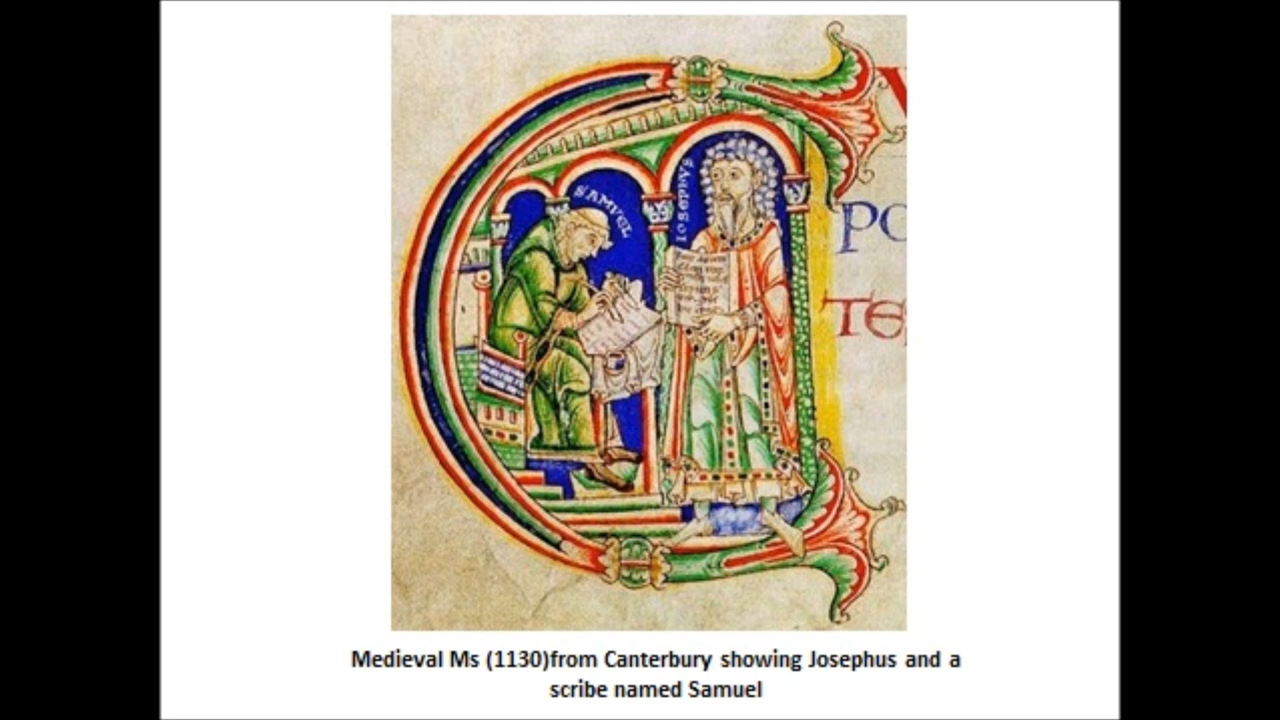 SAMVEL
IOSEPHVS
PO
TE
Medieval Ms (1130)from Canterbury showing Josephus and a
scribe named Samuel